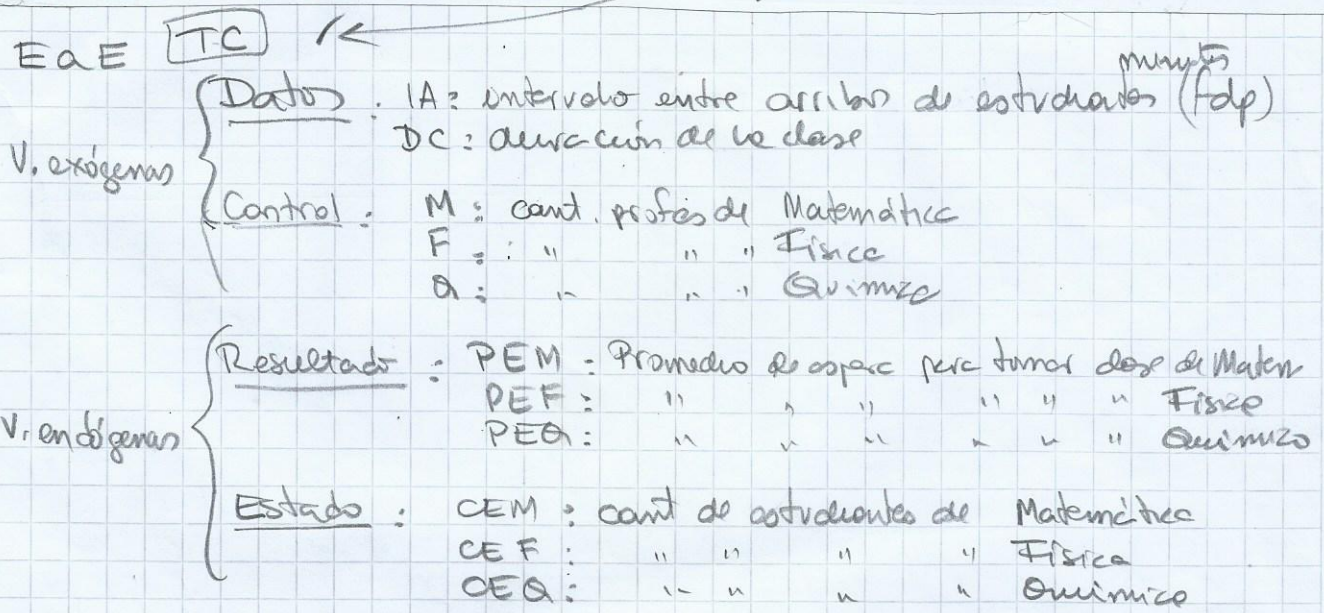 EaE TC
minutos
Datos : IA: intervalo entre arribos de estudiantes (fdp)
DC: duración de la clase
V. exógenas
Control : M : cant. profes de Matemática
F : " " " Física
Q : " " " Química
Resultado : PEM : Promedio de espera para tomar clase de Matem
PEF : " " " " " " Física
V. endógenas
PEQ : " " " " " " Química
Estado : CEM : cant de estudiantes de Matemática
CEF : " " " " Física
CEQ : " " " " Química